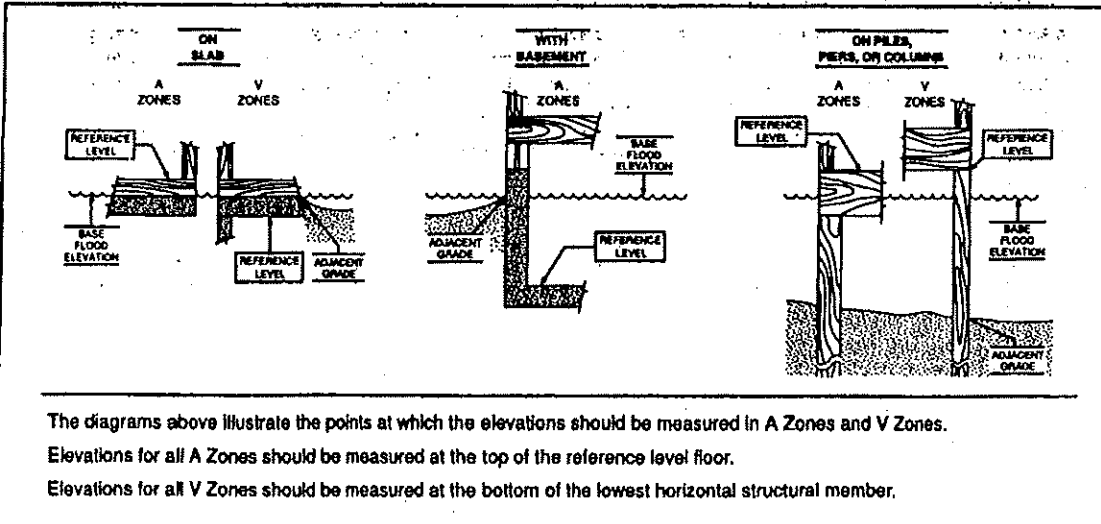 ON
SLAB
A
ZONES
V
ZONES
REFERENCE
LEVEL
BASE
FLOOD
ELEVATION
REFERENCE
LEVEL
ADJACENT
GRADE
WITH
BASEMENT
A
ZONES
BASE
FLOOD
ELEVATION
ADJACENT
GRADE
REFERENCE
LEVEL
ON PILES,
PIERS, OR COLUMNS
A
ZONES
V
ZONES
REFERENCE
LEVEL
REFERENCE
LEVEL
BASE
FLOOD
ELEVATION
ADJACENT
GRADE
The diagrams above illustrate the points at which the elevations should be measured in A Zones and V Zones.
Elevations for all A Zones should be measured at the top of the reference level floor.
Elevations for all V Zones should be measured at the bottom of the lowest horizontal structural member.